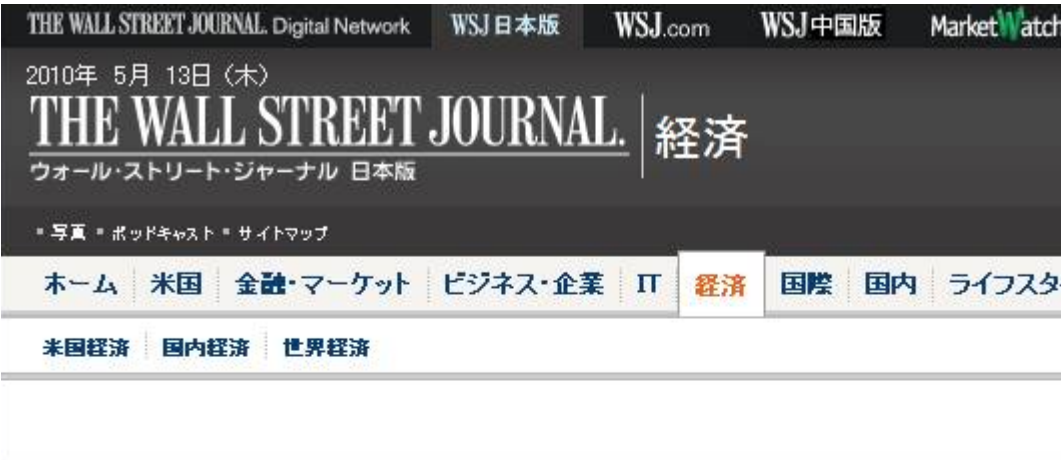 THE WALL STREET JOURNAL. Digital Network WSJ日本版 WSJ.com WSJ中国版 MarketWatch
2010年 5月 13日（木）
THE WALL STREET JOURNAL. 経済
ウォール・ストリート・ジャーナル 日本版
写真 ポッドキャスト サイトマップ
ホーム 米国 金融・マーケット ビジネス・企業 IT 経済 国際 国内 ライフスタ
米国経済 国内経済 世界経済